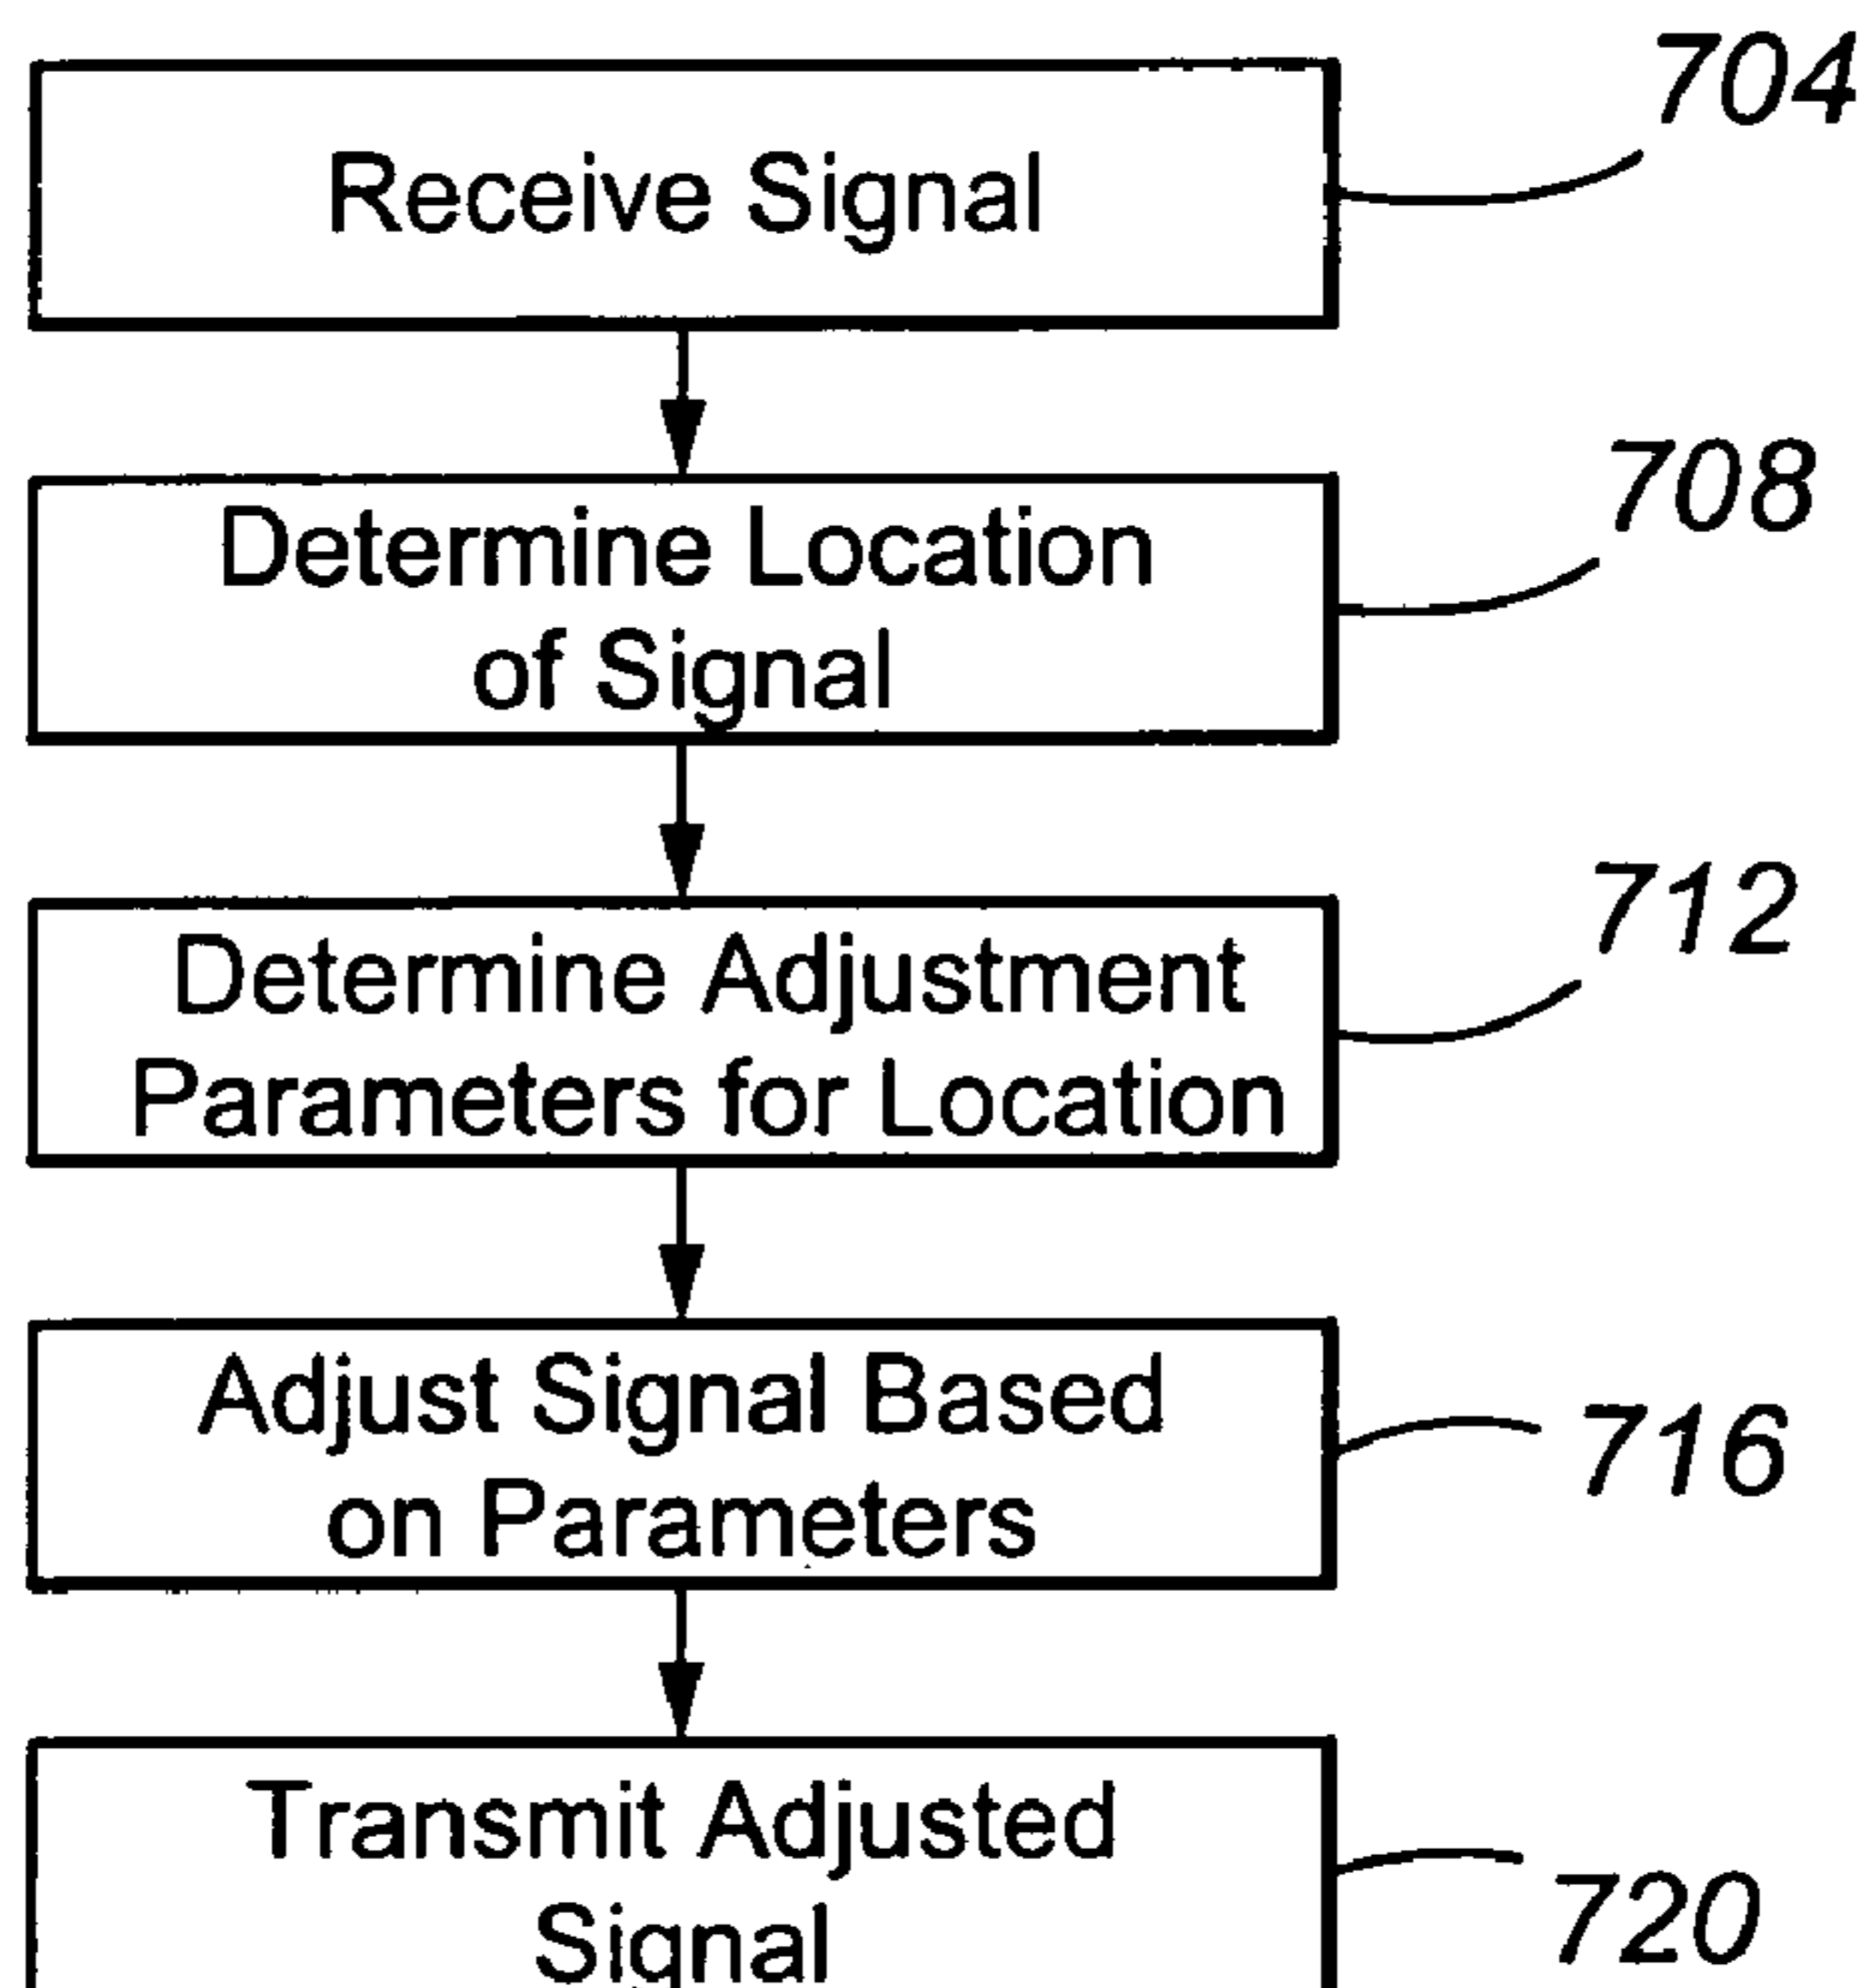 704
Receive Signal
708
Determine Location
of Signal
712
Determine Adjustment
Parameters for Location
716
Adjust Signal Based
on Parameters
720
Transmit Adjusted
Signal